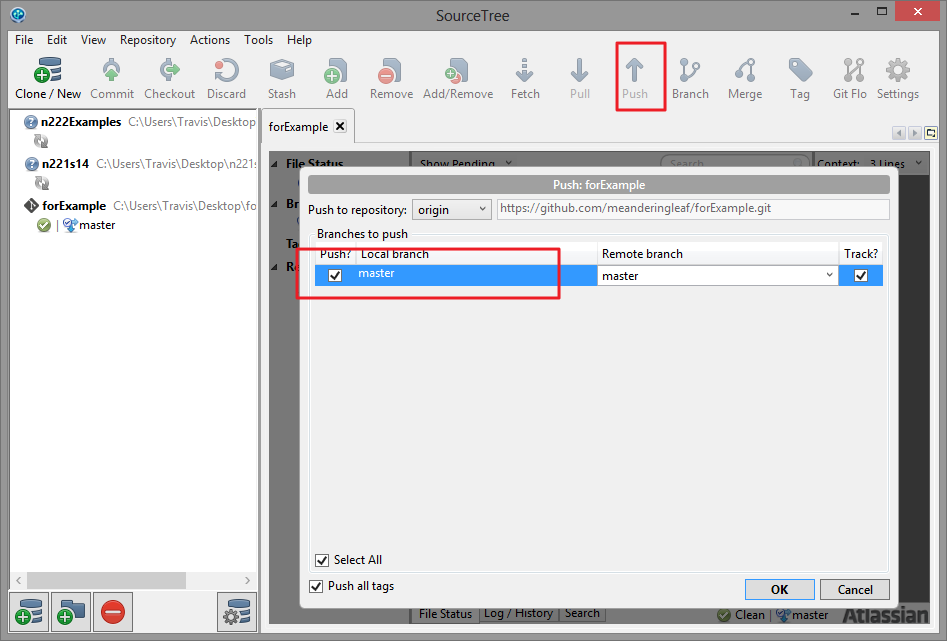 SourceTree
File Edit View Repository Actions Tools Help
Clone / New Commit Checkout Discard Stash Add Remove Add/Remove Fetch Pull Push Branch Merge Tag Git Flo Settings
n222Examples C:\Users\Travis\Desktop
n221s14 C:\Users\Travis\Desktop\n221s
forExample C:\Users\Travis\Desktop\fo
master
forExample
File Status Show Pending Search Context: 3 Lines
Push: forExample
Push to repository: origin https://github.com/meanderingleaf/forExample.git
Branches to push
Push? Local branch Remote branch Track?
master master
Select All
Push all tags
OK Cancel
File Status Log / History Search Clean master Atlassian